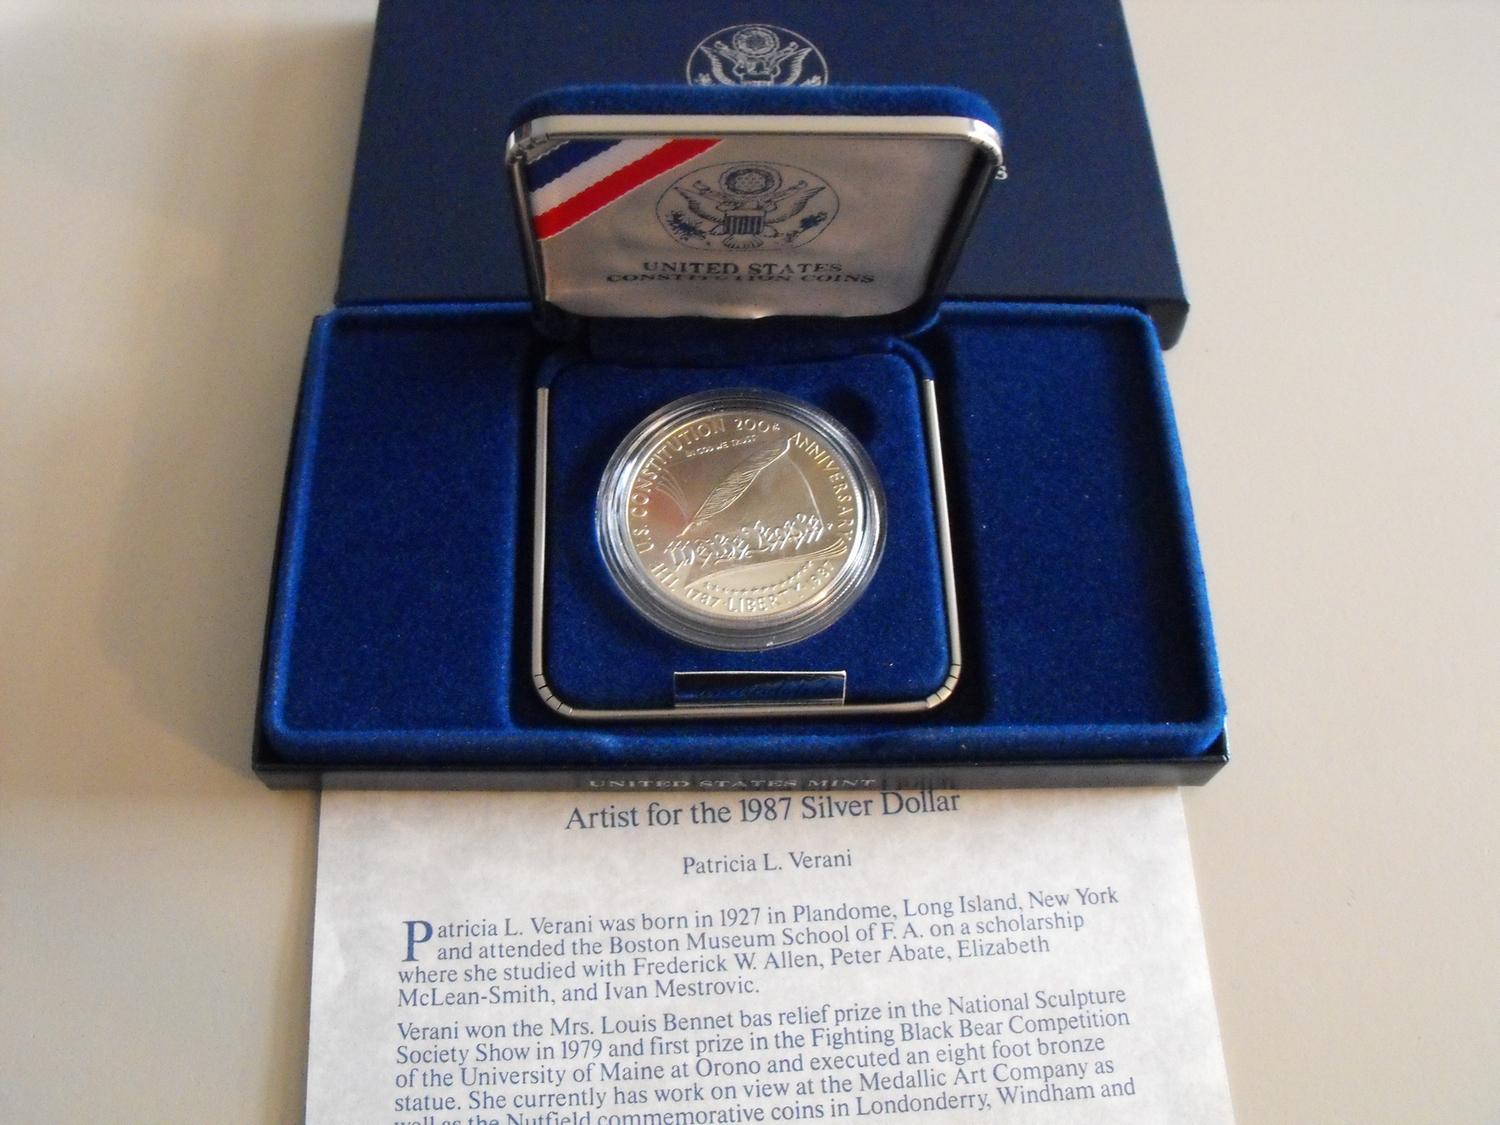 UNITED STATES
CONSTITUTION COINS
THE U.S. CONSTITUTION 200th ANNIVERSARY
IN GOD WE TRUST
We the People
1787 · LIBERTY · 1987
UNITED STATES MINT
Artist for the 1987 Silver Dollar
Patricia L. Verani
Patricia L. Verani was born in 1927 in Plandome, Long Island, New York
and attended the Boston Museum School of F. A. on a scholarship
where she studied with Frederick W. Allen, Peter Abate, Elizabeth
McLean-Smith, and Ivan Mestrovic.
Verani won the Mrs. Louis Bennet bas relief prize in the National Sculpture
Society Show in 1979 and first prize in the Fighting Black Bear Competition
of the University of Maine at Orono and executed an eight foot bronze
statue. She currently has work on view at the Medallic Art Company as
well as the Nutfield commemorative coins in Londonderry, Windham and